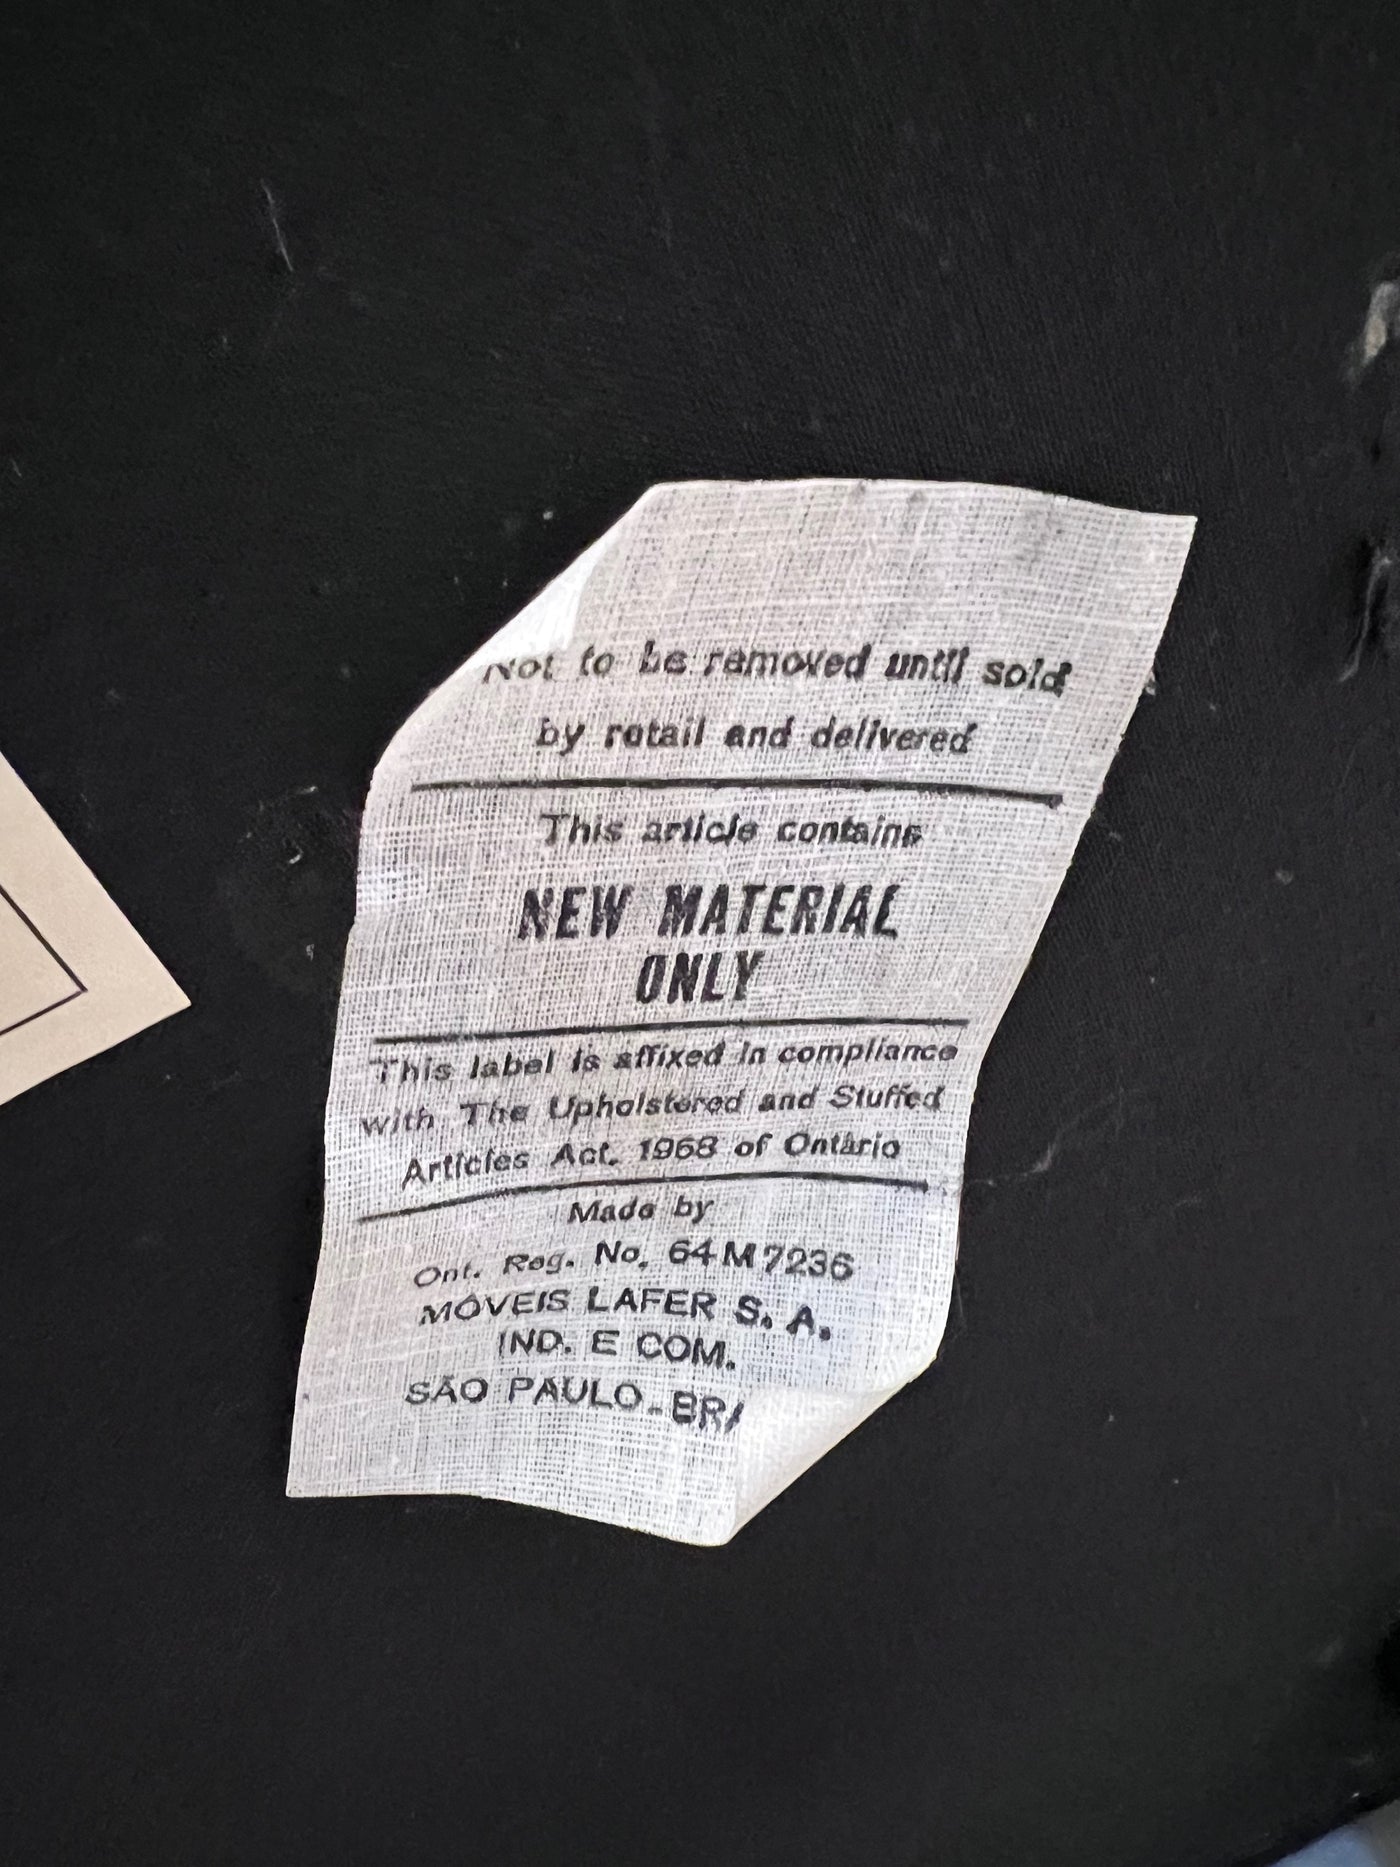 Not to be removed until sold
by retail and delivered
This article contains
NEW MATERIAL
ONLY
This label is affixed in compliance
with The Upholstered and Stuffed
Articles Act. 1968 of Ontario
Made by
Ont. Reg. No. 64M7236
MÓVEIS LAFER S. A.
IND. E COM.
SÃO PAULO-BRA